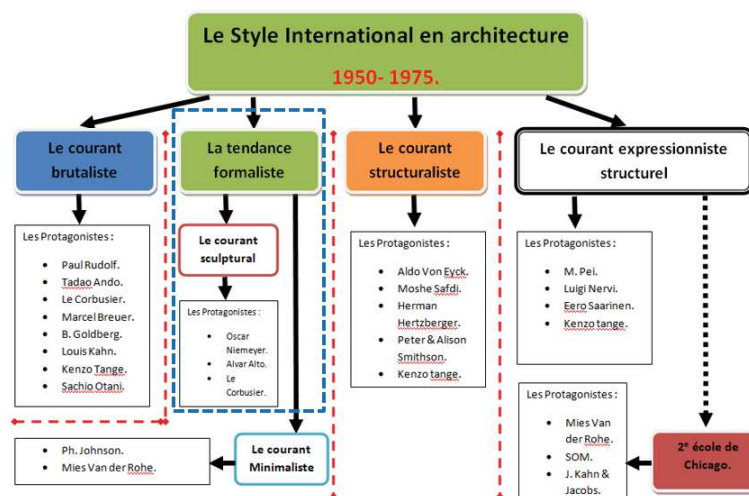 Le Style International en architecture
1950- 1975.
Le courant
brutaliste
Les Protagonistes :
• Paul Rudolf.
• Tadao Ando.
• Le Corbusier.
• Marcel Breuer.
• B. Goldberg.
• Louis Kahn.
• Kenzo Tange.
• Sachio Otani.
La tendance
formaliste
Le courant
sculptural
Les Protagonistes :
• Oscar
Niemeyer.
• Alvar Alto.
• Le
Corbusier.
Le courant
Minimaliste
• Ph. Johnson.
• Mies Van der Rohe.
Le courant
structuraliste
Les Protagonistes :
• Aldo Von Eyck.
• Moshe Safdi.
• Herman
Hertzberger.
• Peter & Alison
Smithson.
• Kenzo tange.
Le courant expressionniste
structurel
Les Protagonistes :
• M. Pei.
• Luigi Nervi.
• Eero Saarinen.
• Kenzo tange.
2e école de
Chicago.
Les Protagonistes :
• Mies Van
der Rohe.
• SOM.
• J. Kahn &
Jacobs.